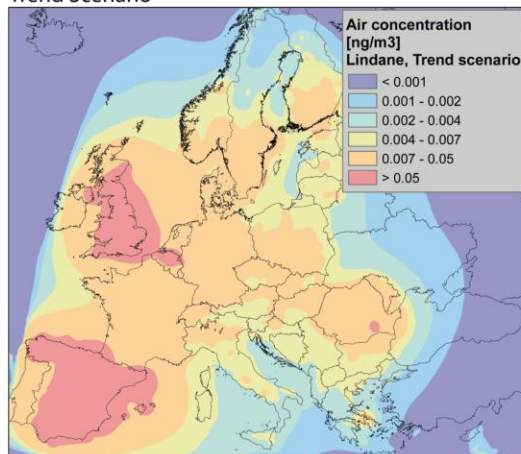 Trend Scenario
Air concentration
[ng/m3]
Lindane, Trend scenario
< 0.001
0.001 - 0.002
0.002 - 0.004
0.004 - 0.007
0.007 - 0.05
> 0.05